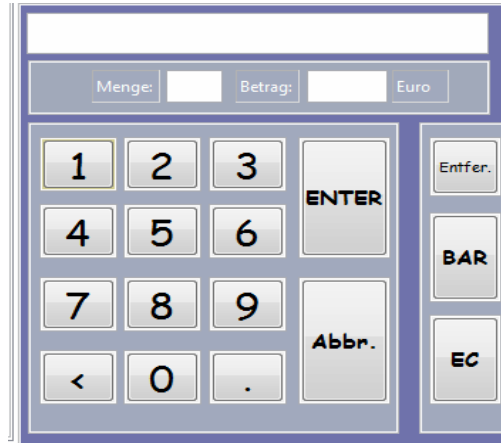 Menge: Betrag: Euro
1 2 3 ENTER Entfer.
4 5 6 BAR
7 8 9 Abbr.
< 0 . EC